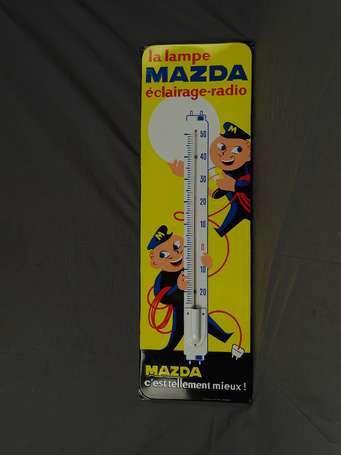 la lampe
MAZDA
éclairage-radio
M
50
40
30
20
10
0
M
10
20
MAZDA
c'est tellement mieux !